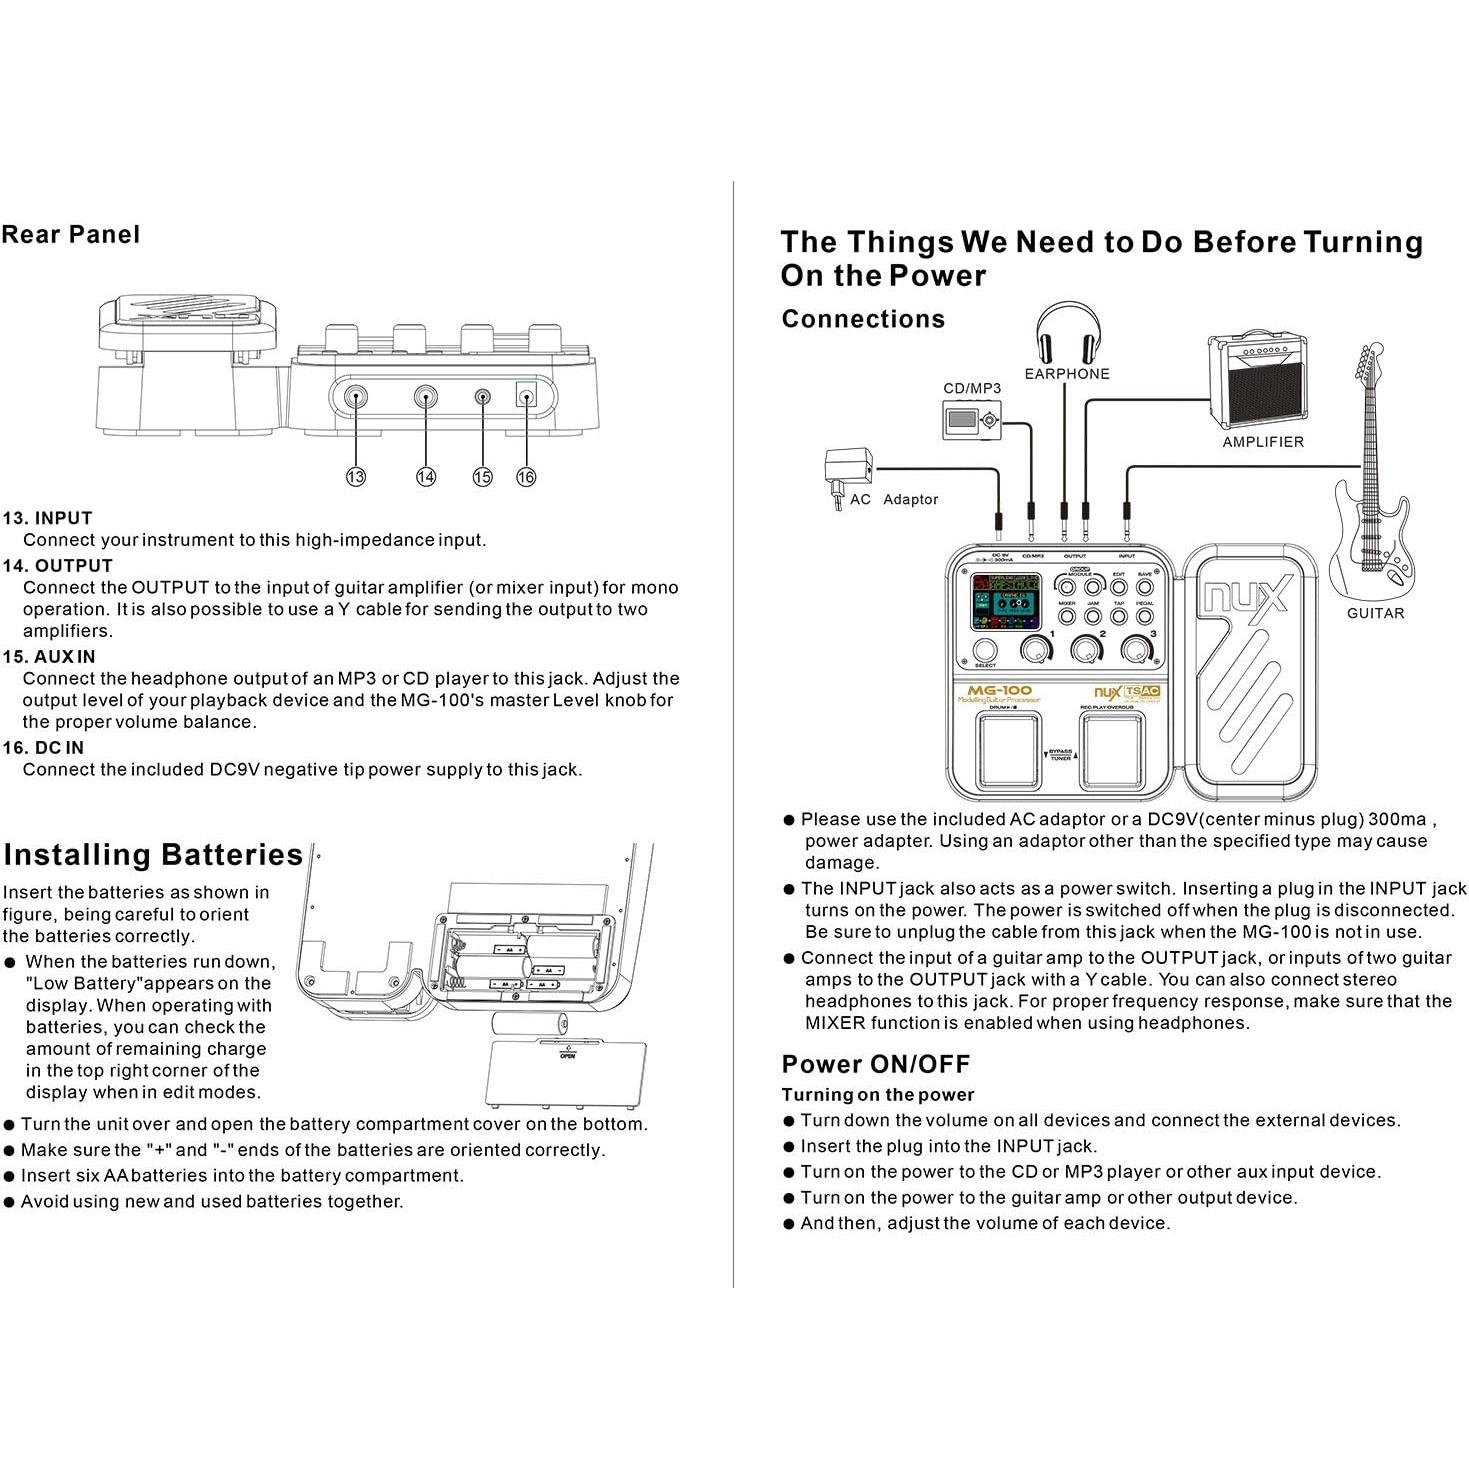 Rear Panel
13
14
15
16
13. INPUT
Connect your instrument to this high-impedance input.
14. OUTPUT
Connect the OUTPUT to the input of guitar amplifier (or mixer input) for mono
operation. It is also possible to use a Y cable for sending the output to two
amplifiers.
15. AUX IN
Connect the headphone output of an MP3 or CD player to this jack. Adjust the
output level of your playback device and the MG-100's master Level knob for
the proper volume balance.
16. DC IN
Connect the included DC9V negative tip power supply to this jack.
Installing Batteries
Insert the batteries as shown in
figure, being careful to orient
the batteries correctly.
● When the batteries run down,
"Low Battery"appears on the
display. When operating with
batteries, you can check the
amount of remaining charge
in the top right corner of the
display when in edit modes.
- AA +
+ AA -
- AA +
- AA +
OPEN
● Turn the unit over and open the battery compartment cover on the bottom.
● Make sure the "+" and "-" ends of the batteries are oriented correctly.
● Insert six AA batteries into the battery compartment.
● Avoid using new and used batteries together.
The Things We Need to Do Before Turning
On the Power
Connections
EARPHONE
CD/MP3
AMPLIFIER
AC Adaptor
GUITAR
DC 9V
300mA
CD/MP3
OUTPUT
INPUT
GROUP
MODULE
EDIT
SAVE
MIXER
JAM
TAP
PEDAL
1
2
3
SELECT
MG-100
Modelling Guitar Processor
nux TSAC
DRUM
REC/PLAY/OVERDUB
BYPASS
TUNER
nux
● Please use the included AC adaptor or a DC9V(center minus plug) 300ma ,
power adapter. Using an adaptor other than the specified type may cause
damage.
● The INPUT jack also acts as a power switch. Inserting a plug in the INPUT jack
turns on the power. The power is switched off when the plug is disconnected.
Be sure to unplug the cable from this jack when the MG-100 is not in use.
● Connect the input of a guitar amp to the OUTPUT jack, or inputs of two guitar
amps to the OUTPUT jack with a Y cable. You can also connect stereo
headphones to this jack. For proper frequency response, make sure that the
MIXER function is enabled when using headphones.
Power ON/OFF
Turning on the power
● Turn down the volume on all devices and connect the external devices.
● Insert the plug into the INPUT jack.
● Turn on the power to the CD or MP3 player or other aux input device.
● Turn on the power to the guitar amp or other output device.
● And then, adjust the volume of each device.